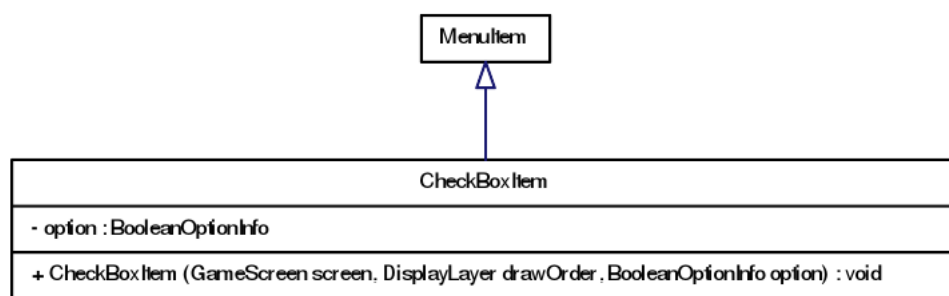 MenuItem
CheckBoxItem
- option : BooleanOptionInfo
+ CheckBoxItem (GameScreen screen, DisplayLayer drawOrder, BooleanOptionInfo option) : void